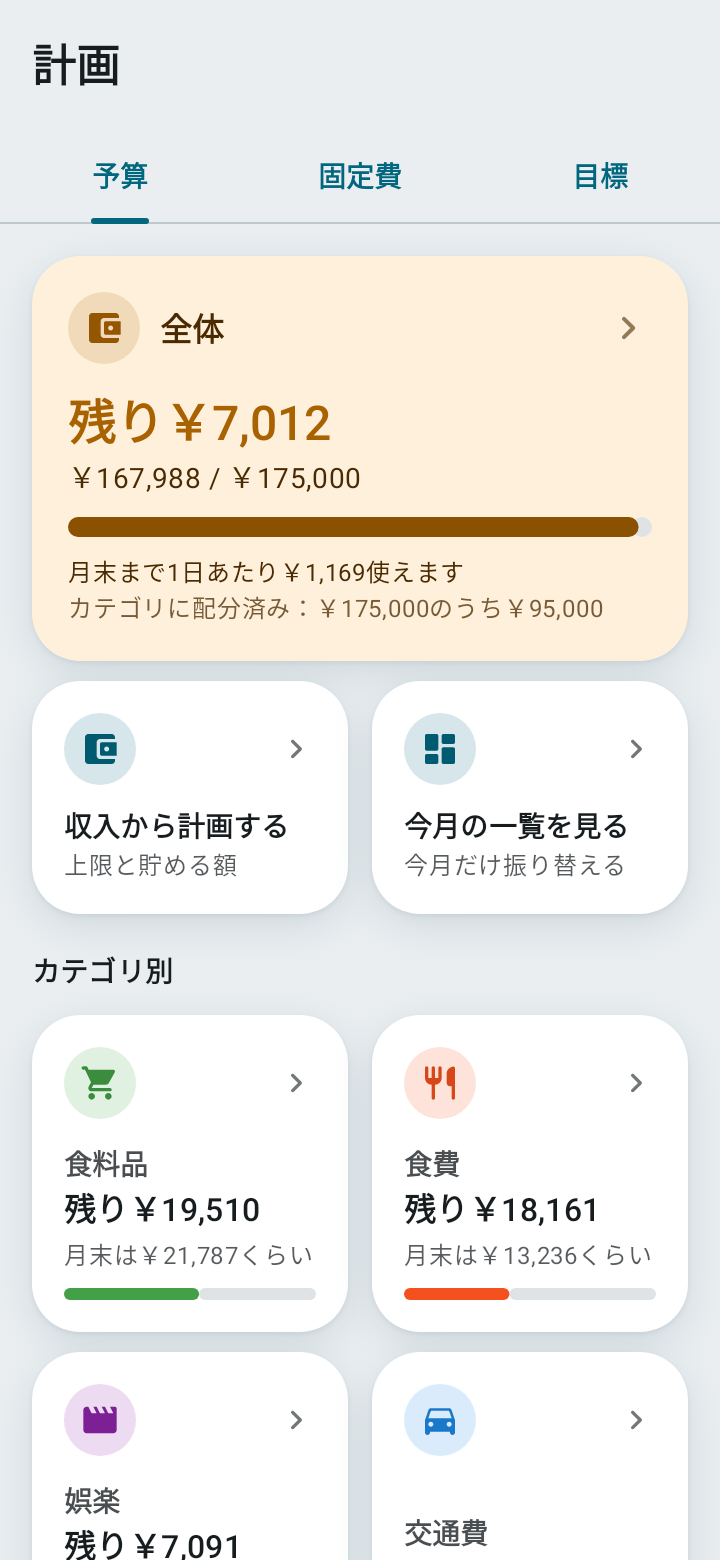 計画
予算
固定費
目標
全体
残り￥7,012
￥167,988 / ￥175,000
月末まで1日あたり￥1,169使えます
カテゴリに配分済み：￥175,000のうち￥95,000
収入から計画する
上限と貯める額
今月の一覧を見る
今月だけ振り替える
カテゴリ別
食料品
残り￥19,510
月末は￥21,787くらい
食費
残り￥18,161
月末は￥13,236くらい
娯楽
残り￥7,091
交通費